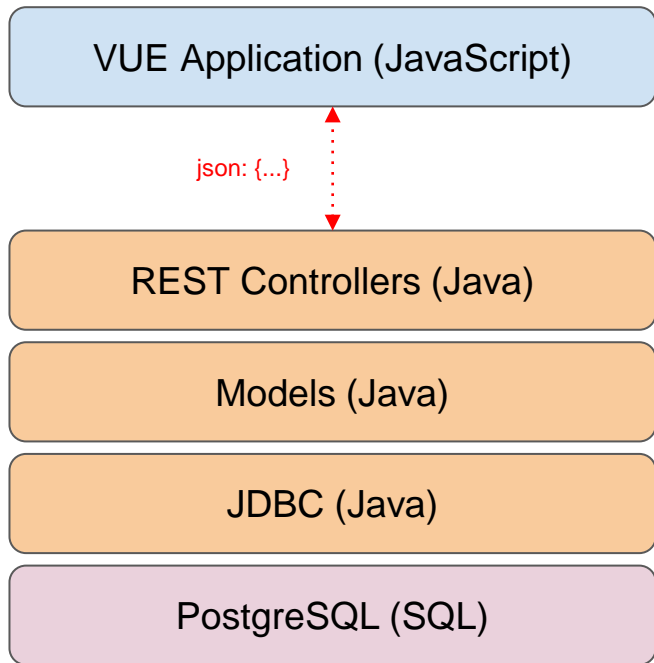 VUE Application (JavaScript)
json: {...}
REST Controllers (Java)
Models (Java)
JDBC (Java)
PostgreSQL (SQL)